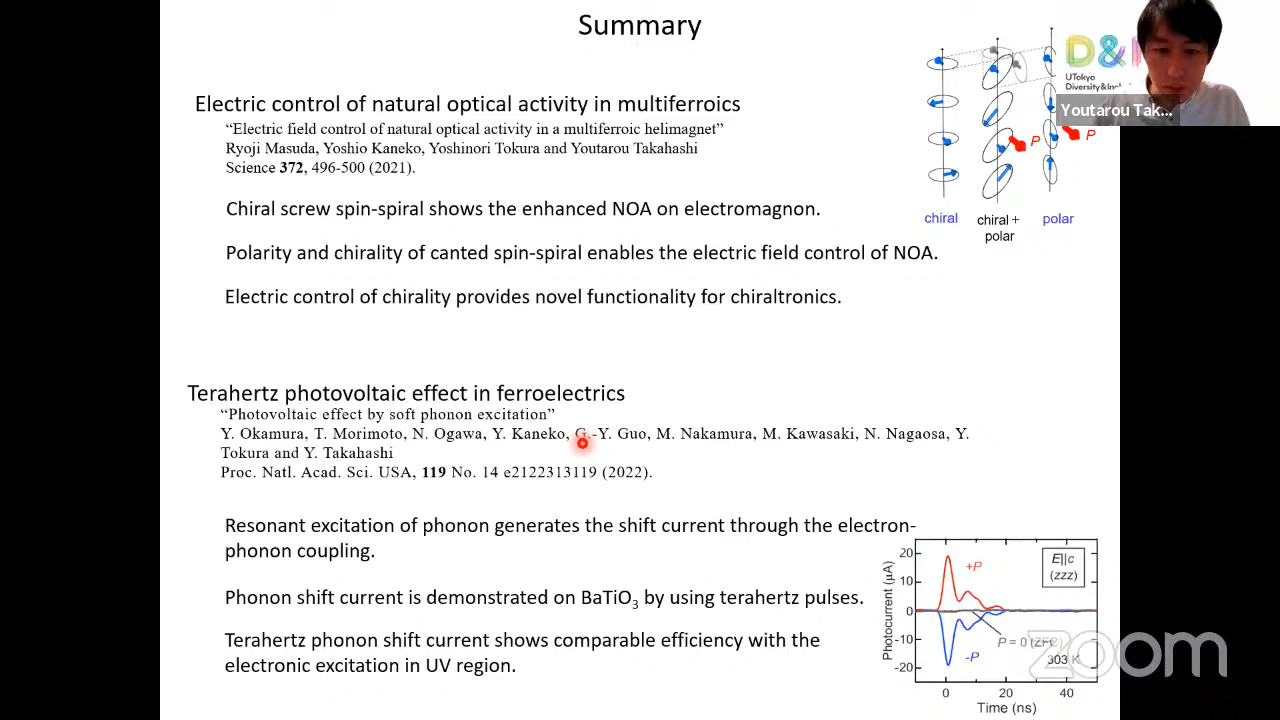 Summary
D&I
UTokyo
Diversity&Incl
Youtarou Tak...
P
P
chiral
chiral +
polar
polar
Electric control of natural optical activity in multiferroics
“Electric field control of natural optical activity in a multiferroic helimagnet”
Ryoji Masuda, Yoshio Kaneko, Yoshinori Tokura and Youtarou Takahashi
Science 372, 496-500 (2021).
Chiral screw spin-spiral shows the enhanced NOA on electromagnon.
Polarity and chirality of canted spin-spiral enables the electric field control of NOA.
Electric control of chirality provides novel functionality for chiraltronics.
Terahertz photovoltaic effect in ferroelectrics
“Photovoltaic effect by soft phonon excitation”
Y. Okamura, T. Morimoto, N. Ogawa, Y. Kaneko, G.-Y. Guo, M. Nakamura, M. Kawasaki, N. Nagaosa, Y.
Tokura and Y. Takahashi
Proc. Natl. Acad. Sci. USA, 119 No. 14 e2122313119 (2022).
Resonant excitation of phonon generates the shift current through the electron-
phonon coupling.
Phonon shift current is demonstrated on BaTiO3 by using terahertz pulses.
Terahertz phonon shift current shows comparable efficiency with the
electronic excitation in UV region.
Photocurrent (μA)
20
10
0
-10
-20
E||c
(zzz)
+P
P = 0 (ZFC)
-P
303 K
0
20
40
Time (ns)
zoom